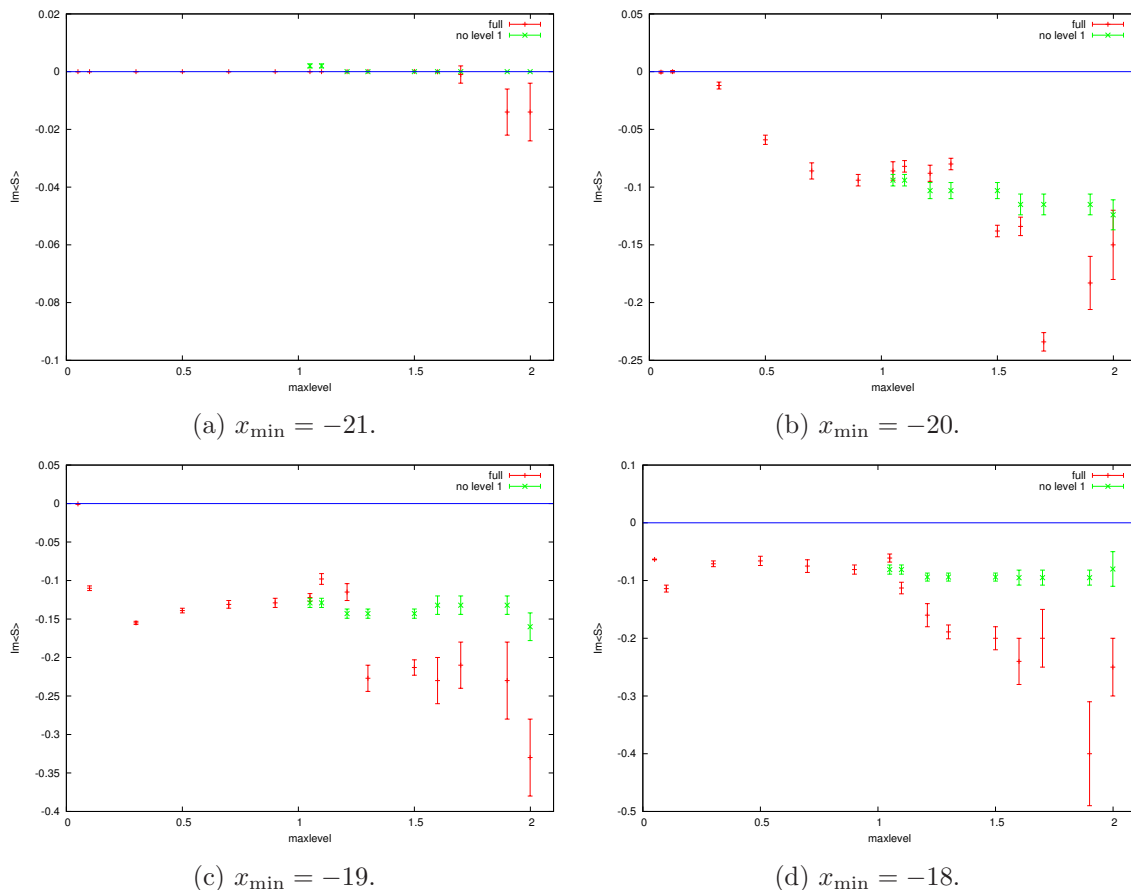 0.02
0
-0.02
-0.04
-0.06
-0.08
-0.1
Im<S>
0 0.5 1 1.5 2
maxlevel
full
no level 1
(a) x_min = −21.
0.05
0
-0.05
-0.1
-0.15
-0.2
-0.25
Im<S>
0 0.5 1 1.5 2
maxlevel
full
no level 1
(b) x_min = −20.
0.05
0
-0.05
-0.1
-0.15
-0.2
-0.25
-0.3
-0.35
-0.4
Im<S>
0 0.5 1 1.5 2
maxlevel
full
no level 1
(c) x_min = −19.
0.1
0
-0.1
-0.2
-0.3
-0.4
-0.5
Im<S>
0 0.5 1 1.5 2
maxlevel
full
no level 1
(d) x_min = −18.